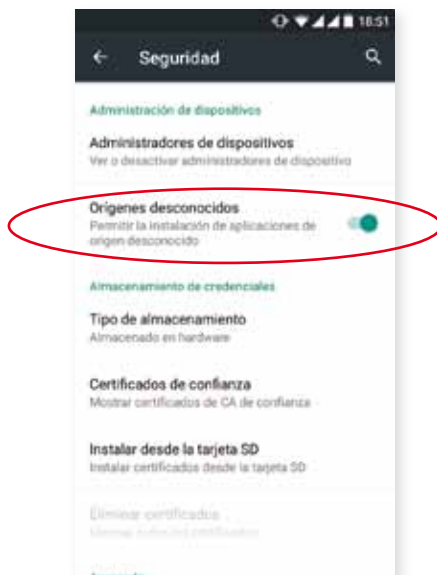 18:51
Seguridad
Administración de dispositivos
Administradores de dispositivos
Ver o desactivar administradores de dispositivo
Orígenes desconocidos
Permitir la instalación de aplicaciones de
origen desconocido
Almacenamiento de credenciales
Tipo de almacenamiento
Almacenado en hardware
Certificados de confianza
Mostrar certificados de CA de confianza
Instalar desde la tarjeta SD
Instalar certificados desde la tarjeta SD
Eliminar certificados